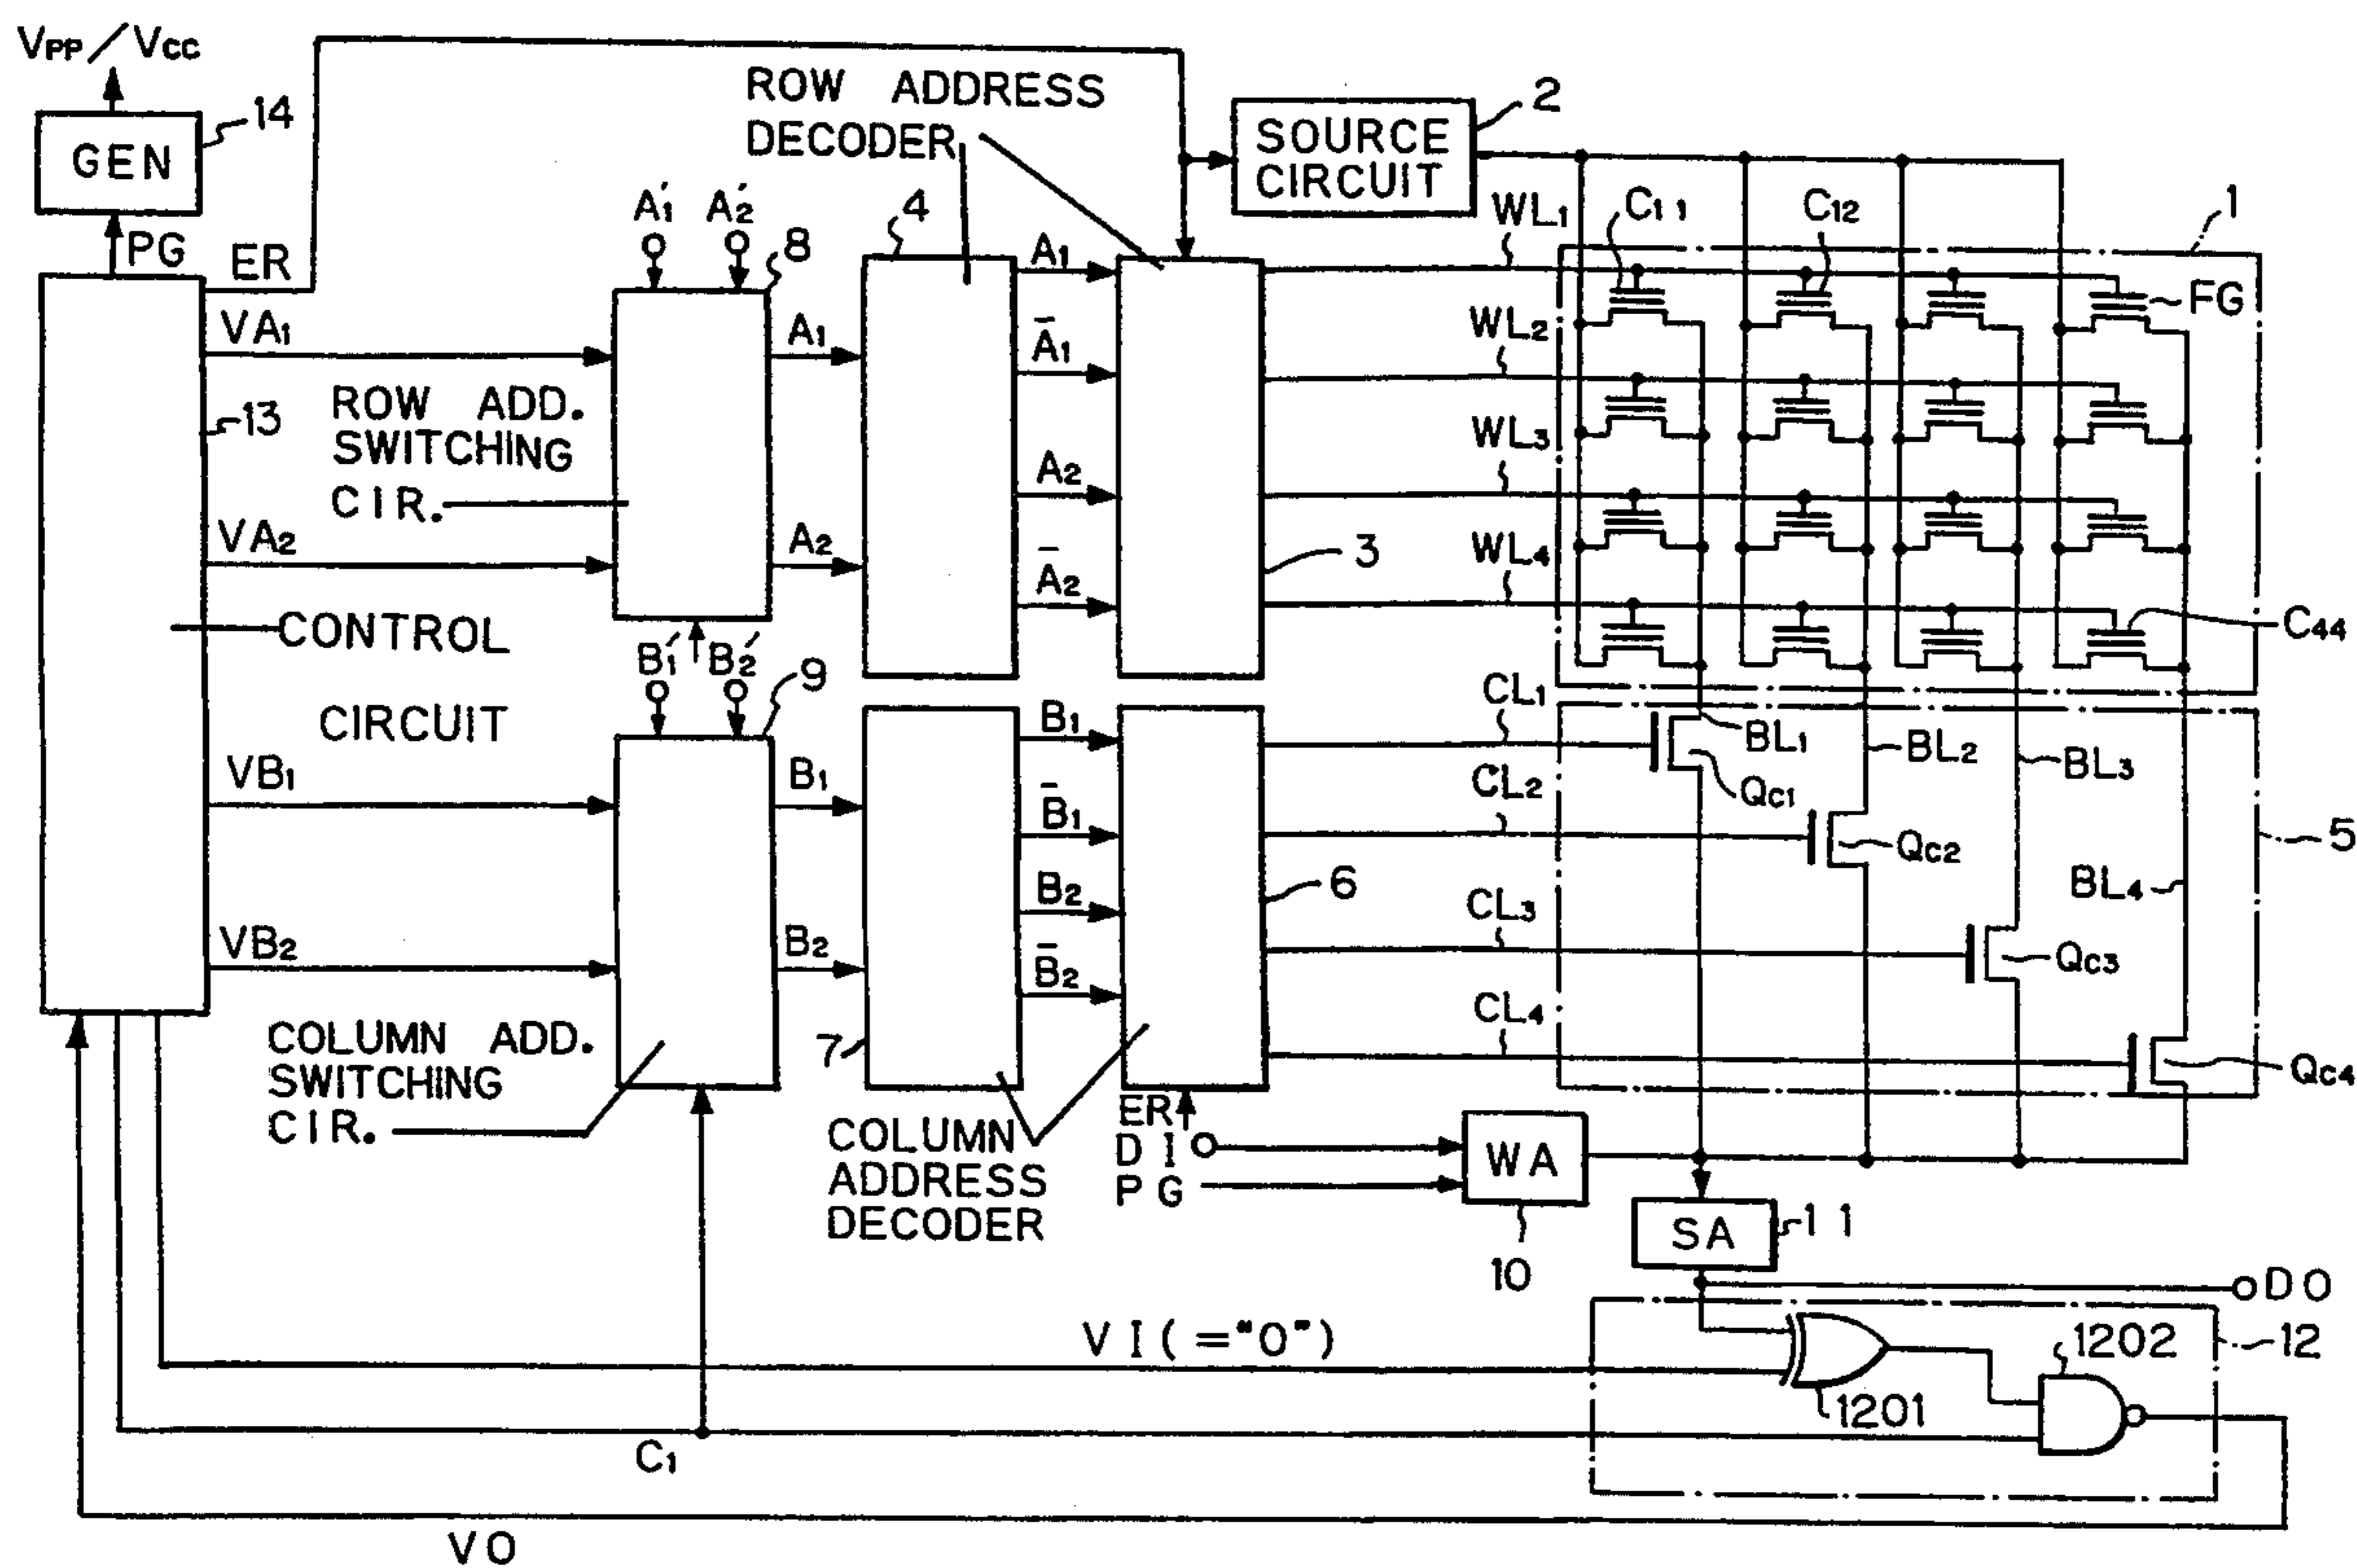 VPP/VCC
GEN
14
PG
ER
ROW ADDRESS
DECODER
SOURCE
CIRCUIT
2
A1' A2'
8
4
WL1
C11
C12
1
VA1
A1
A1
FG
13
ROW ADD.
SWITCHING
CIR.
Ā1
WL2
A2
WL3
VA2
A2
Ā2
3
WL4
C44
CONTROL
CIRCUIT
B1' B2'
9
B1
CL1
BL1
BL2
BL3
VB1
B1
B̄1
CL2
QC1
QC2
5
B2
6
BL4
VB2
B2
B̄2
CL3
QC3
CL4
QC4
COLUMN ADD.
SWITCHING
CIR.
7
COLUMN
ADDRESS
DECODER
ER
DI
PG
WA
10
SA
11
DO
VI(="0")
1202
12
1201
C1
VO